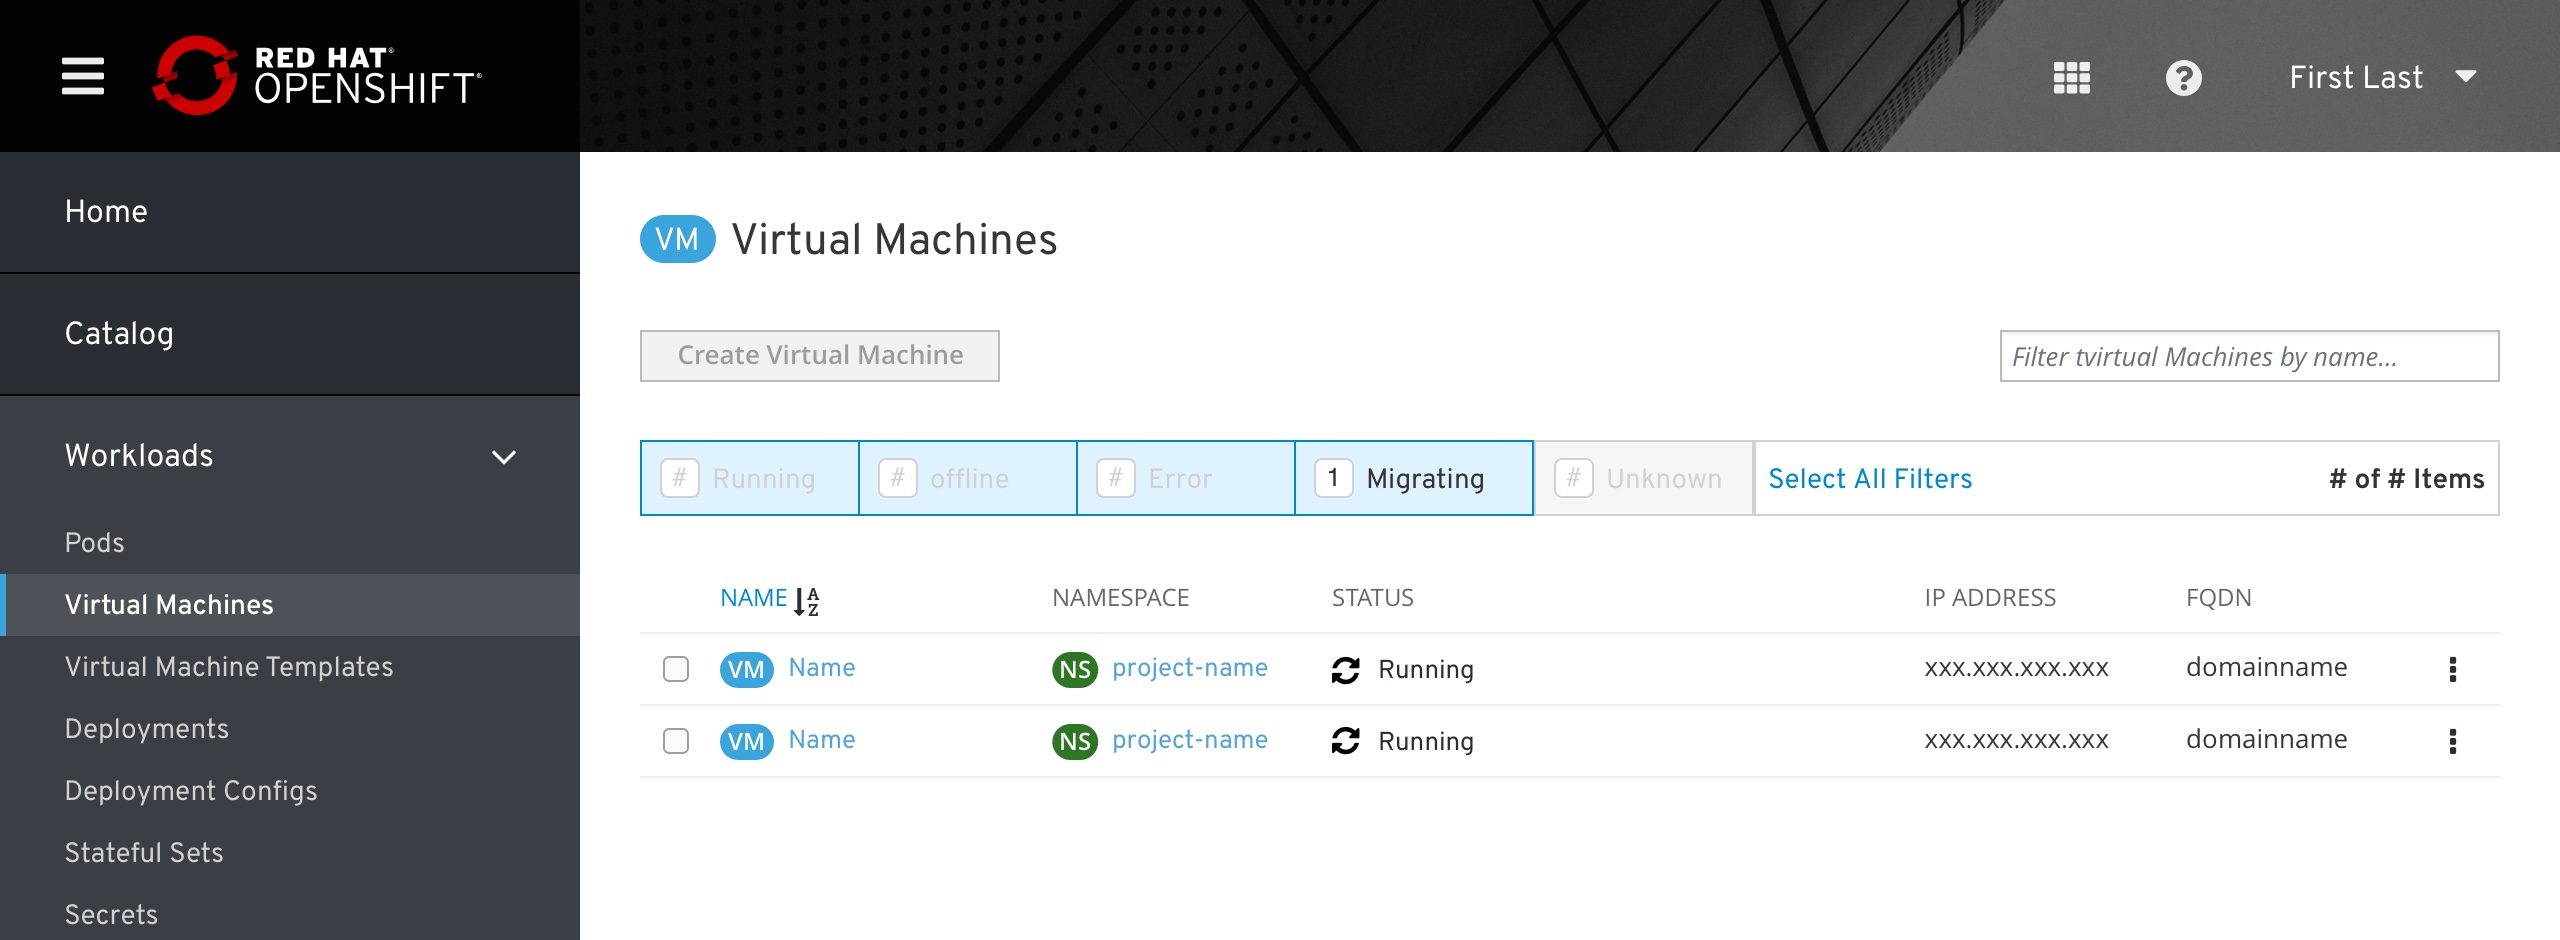 RED HAT®
OPENSHIFT®
First Last
Home
Catalog
Workloads
Pods
Virtual Machines
Virtual Machine Templates
Deployments
Deployment Configs
Stateful Sets
Secrets
VM Virtual Machines
Create Virtual Machine
Filter tvirtual Machines by name...
# Running # offline # Error 1 Migrating # Unknown Select All Filters # of # Items
NAME NAMESPACE STATUS IP ADDRESS FQDN
VM Name NS project-name Running xxx.xxx.xxx.xxx domainname
VM Name NS project-name Running xxx.xxx.xxx.xxx domainname